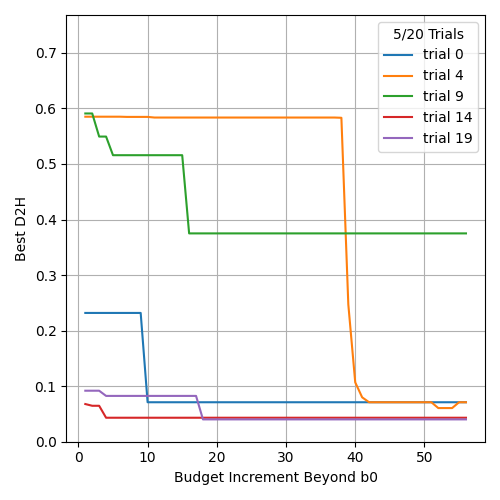 5/20 Trials
trial 0
trial 4
trial 9
trial 14
trial 19
Best D2H
0.7
0.6
0.5
0.4
0.3
0.2
0.1
0.0
0 10 20 30 40 50
Budget Increment Beyond b0